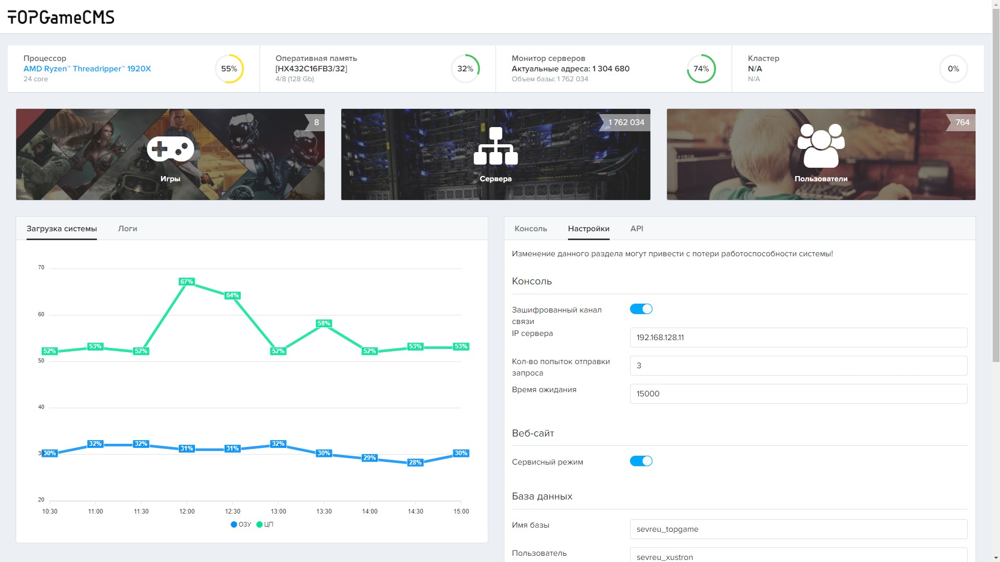 TOPGameCMS
Процессор
AMD Ryzen™ Threadripper™ 1920X
24 core
55%
Оперативная память
[HX432C16FB3/32]
4/8 (128 Gb)
32%
Монитор серверов
Актуальные адреса: 1 304 680
Объем базы: 1 762 034
74%
Кластер
N/A
N/A
0%
8
Игры
1 762 034
Сервера
764
Пользователи
Загрузка системы
Логи
70
60
50
40
30
20
67%
64%
58%
52%
53%
52%
52%
52%
53%
53%
30%
32%
32%
31%
31%
32%
30%
29%
28%
30%
10:30
11:00
11:30
12:00
12:30
13:00
13:30
14:00
14:30
15:00
ОЗУ
ЦП
Консоль
Настройки
API
Изменение данного раздела могут привести с потери работоспособности системы!
Консоль
Зашифрованный канал
связи
IP сервера
192.168.128.11
Кол-во попыток отправки
запроса
3
Время ожидания
15000
Веб-сайт
Сервисный режим
База данных
Имя базы
sevreu_topgame
Пользователь
sevreu_xustron